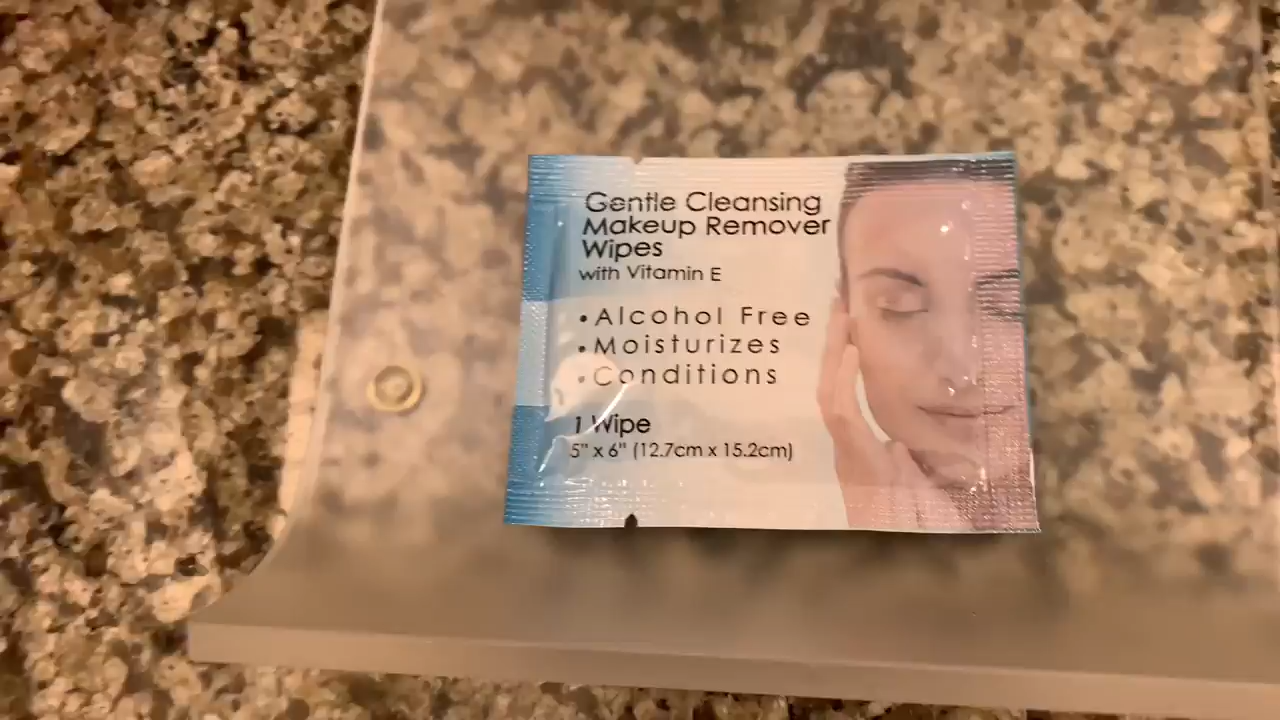 Gentle Cleansing
Makeup Remover
Wipes
with Vitamin E
• Alcohol Free
• Moisturizes
• Conditions
1 Wipe
5" x 6" (12.7cm x 15.2cm)